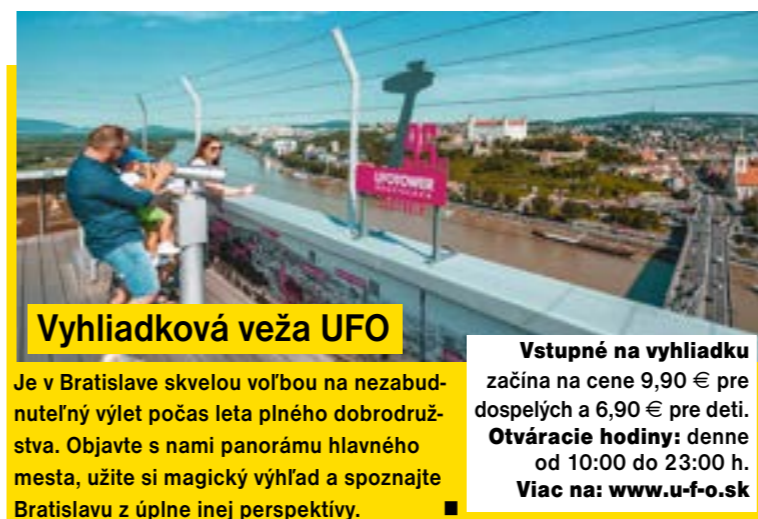 UFOTOWER
BRATISLAVA
Vyhliadková veža UFO
Je v Bratislave skvelou voľbou na nezabud-
nuteľný výlet počas leta plného dobrodruž-
stva. Objavte s nami panorámu hlavného
mesta, užite si magický výhľad a spoznajte
Bratislavu z úplne inej perspektívy.
Vstupné na vyhliadku
začína na cene 9,90 € pre
dospelých a 6,90 € pre deti.
Otváracie hodiny: denne
od 10:00 do 23:00 h.
Viac na: www.u-f-o.sk